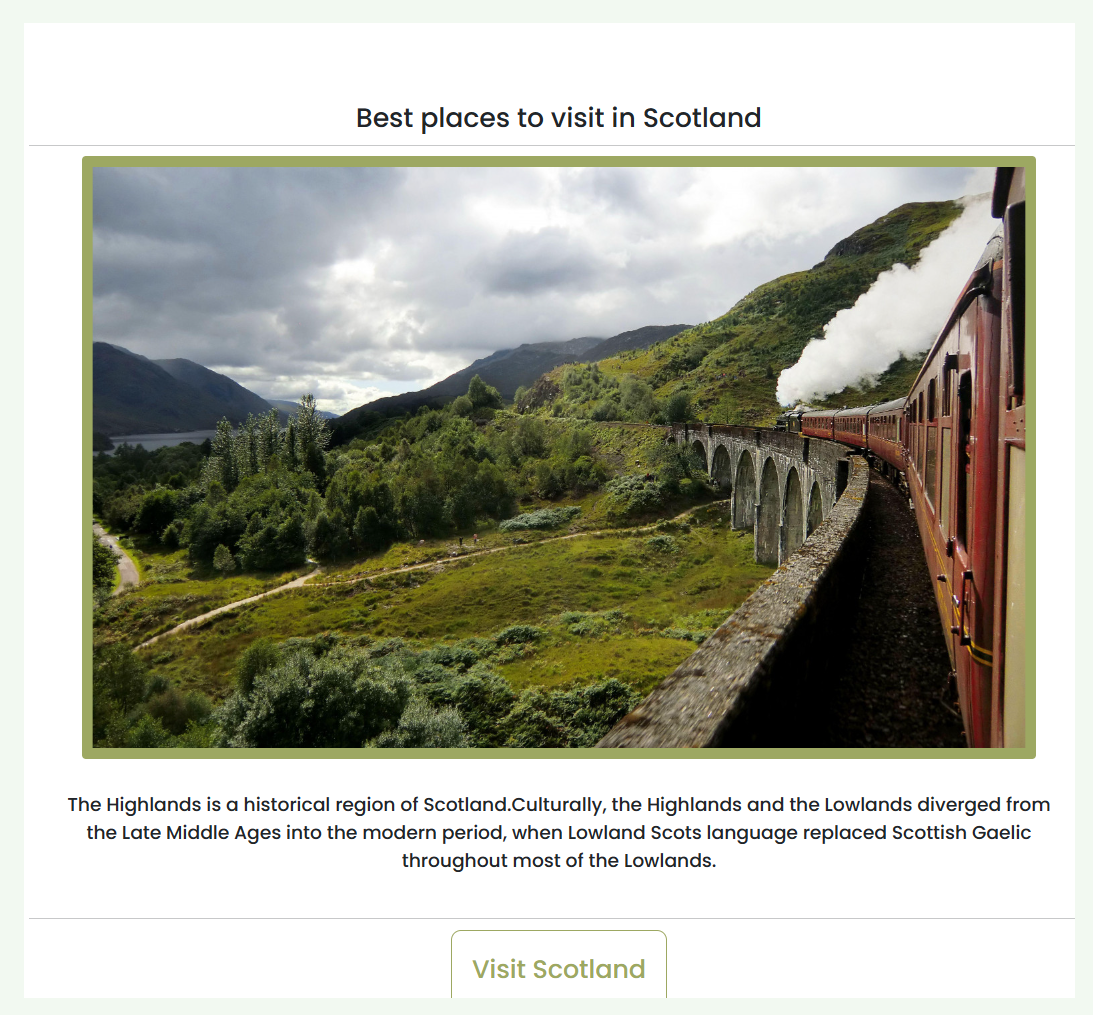 Best places to visit in Scotland
The Highlands is a historical region of Scotland.Culturally, the Highlands and the Lowlands diverged from
the Late Middle Ages into the modern period, when Lowland Scots language replaced Scottish Gaelic
throughout most of the Lowlands.
Visit Scotland